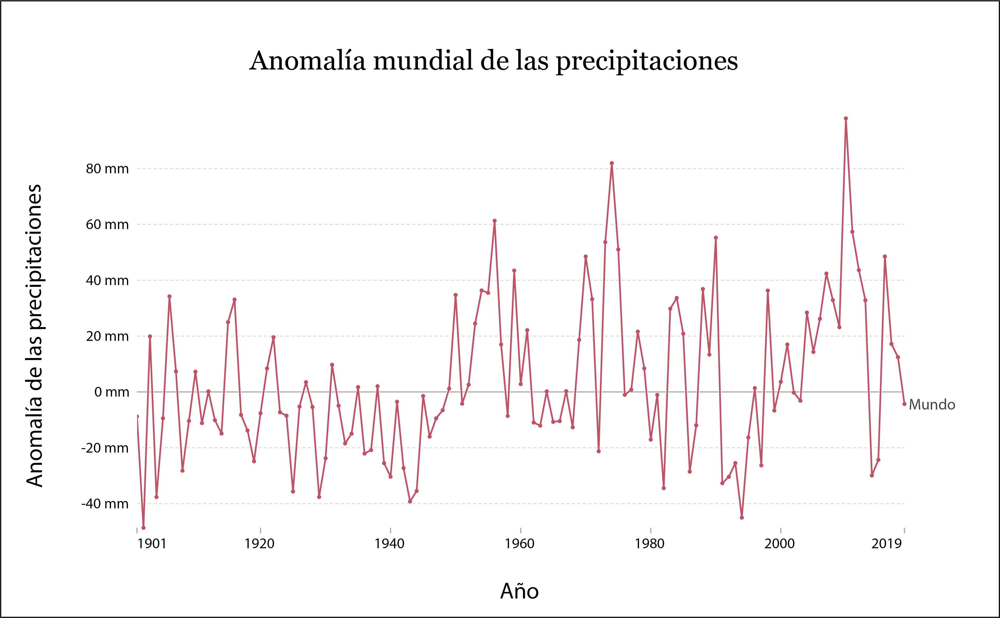 Anomalía mundial de las precipitaciones
Anomalía de las precipitaciones
80 mm
60 mm
40 mm
20 mm
0 mm
-20 mm
-40 mm
Mundo
1901
1920
1940
1960
1980
2000
2019
Año